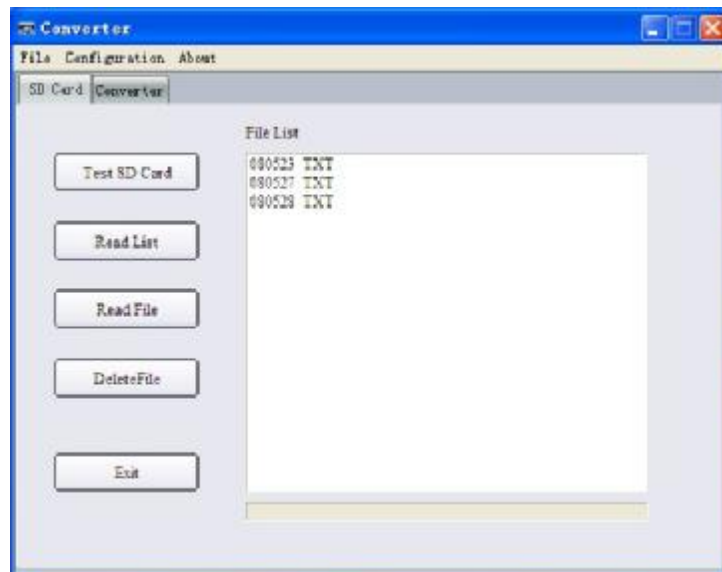 Converter
File Configuration About
SD Card Converter
File List
Test SD Card
080523 TXT
080527 TXT
080528 TXT
Read List
Read File
DeleteFile
Exit